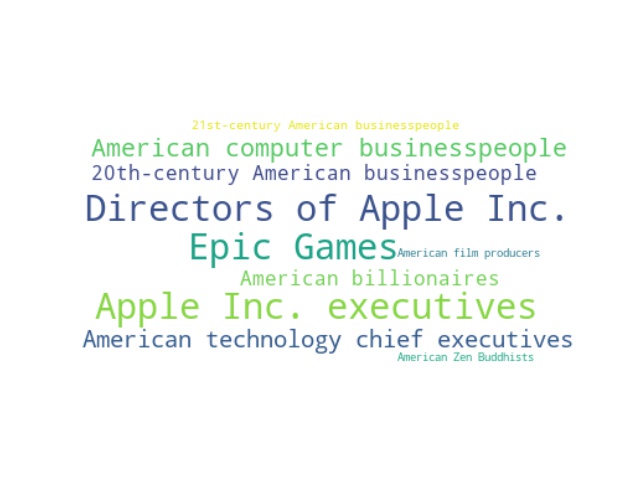 21st-century American businesspeople
American computer businesspeople
20th-century American businesspeople
Directors of Apple Inc.
Epic Games
American film producers
American billionaires
Apple Inc. executives
American technology chief executives
American Zen Buddhists